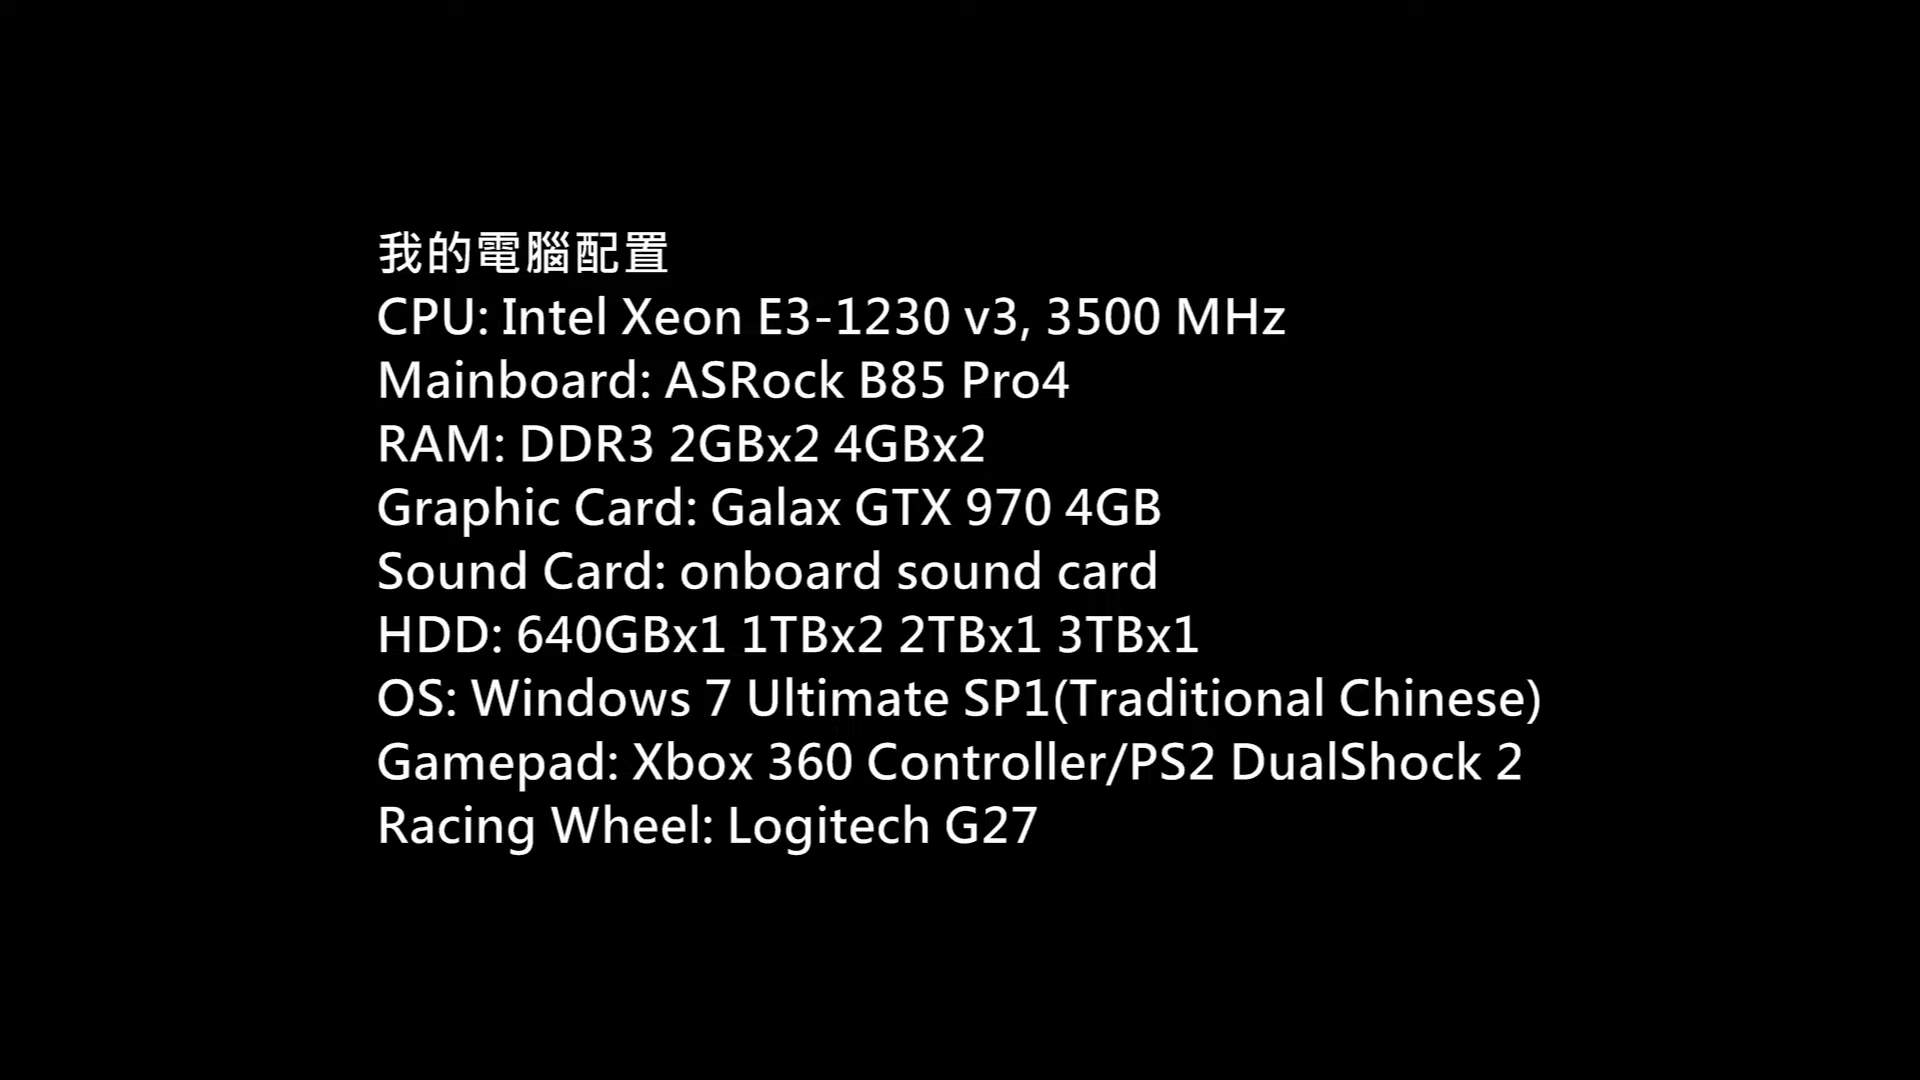 我的電腦配置
CPU: Intel Xeon E3-1230 v3, 3500 MHz
Mainboard: ASRock B85 Pro4
RAM: DDR3 2GBx2 4GBx2
Graphic Card: Galax GTX 970 4GB
Sound Card: onboard sound card
HDD: 640GBx1 1TBx2 2TBx1 3TBx1
OS: Windows 7 Ultimate SP1(Traditional Chinese)
Gamepad: Xbox 360 Controller/PS2 DualShock 2
Racing Wheel: Logitech G27